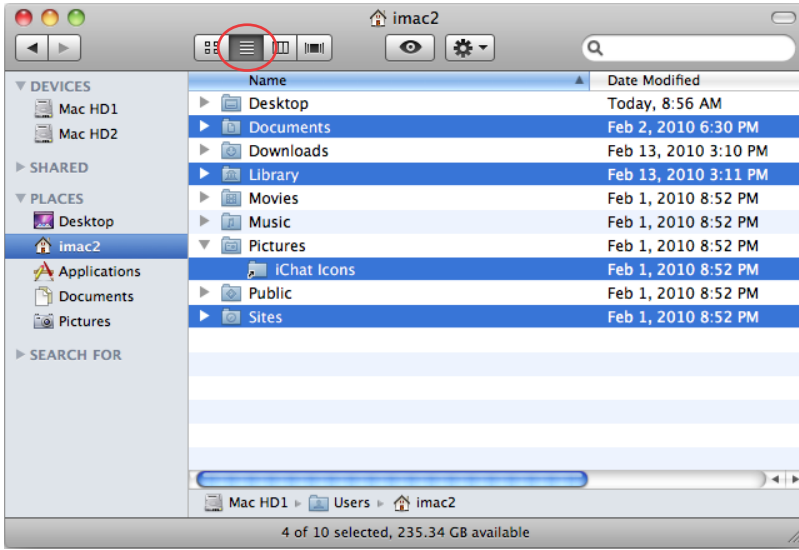 imac2
DEVICES
Mac HD1
Mac HD2
SHARED
PLACES
Desktop
imac2
Applications
Documents
Pictures
SEARCH FOR
Name Date Modified
Desktop Today, 8:56 AM
Documents Feb 2, 2010 6:30 PM
Downloads Feb 13, 2010 3:10 PM
Library Feb 13, 2010 3:11 PM
Movies Feb 1, 2010 8:52 PM
Music Feb 1, 2010 8:52 PM
Pictures Feb 1, 2010 8:52 PM
iChat Icons Feb 1, 2010 8:52 PM
Public Feb 1, 2010 8:52 PM
Sites Feb 1, 2010 8:52 PM
Mac HD1 Users imac2
4 of 10 selected, 235.34 GB available